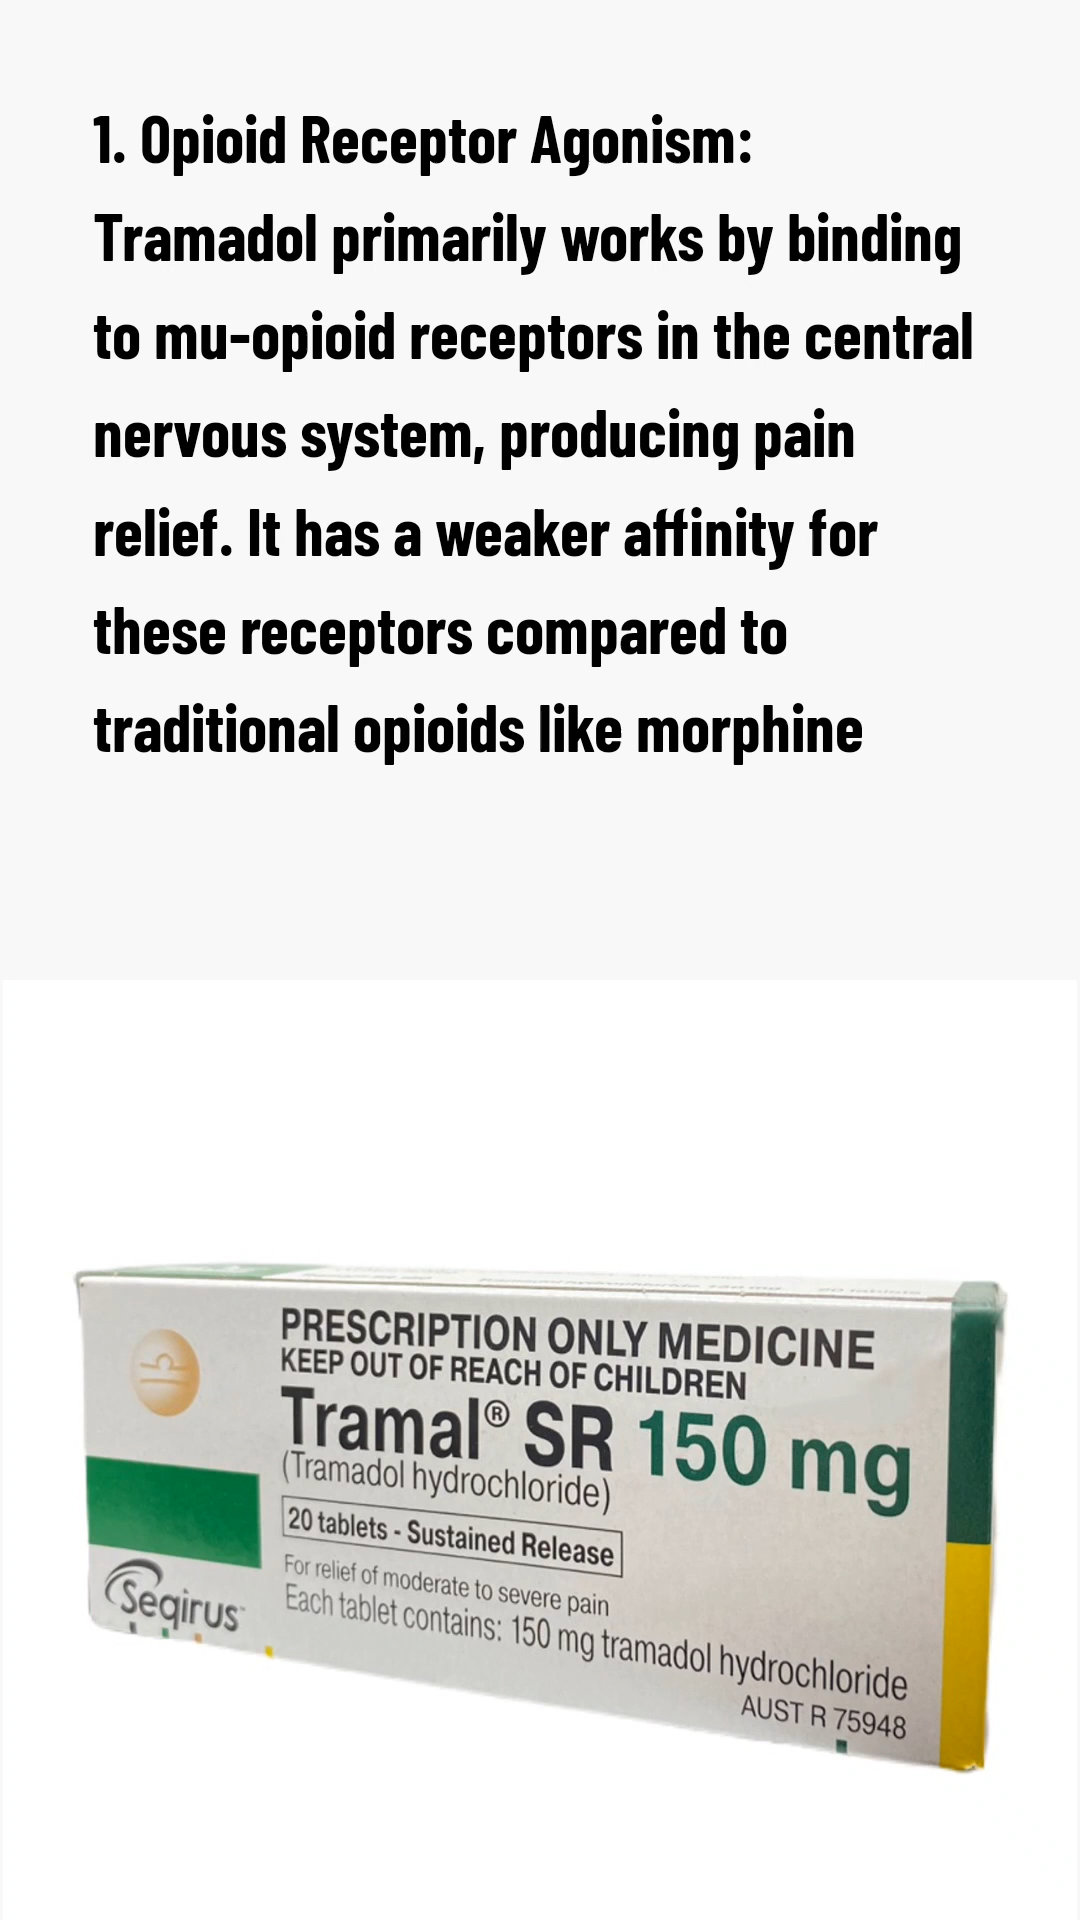 1. Opioid Receptor Agonism:
Tramadol primarily works by binding
to mu-opioid receptors in the central
nervous system, producing pain
relief. It has a weaker affinity for
these receptors compared to
traditional opioids like morphine
PRESCRIPTION ONLY MEDICINE
KEEP OUT OF REACH OF CHILDREN
Tramal® SR 150 mg
(Tramadol hydrochloride)
20 tablets - Sustained Release
For relief of moderate to severe pain
Each tablet contains: 150 mg tramadol hydrochloride
AUST R 75948
Seqirus™